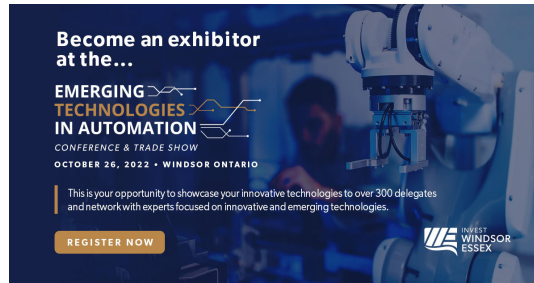 Become an exhibitor
at the...
EMERGING
TECHNOLOGIES
IN AUTOMATION
CONFERENCE & TRADE SHOW
OCTOBER 26, 2022 • WINDSOR ONTARIO
This is your opportunity to showcase your innovative technologies to over 300 delegates
and network with experts focused on innovative and emerging technologies.
REGISTER NOW
INVEST
WINDSOR
ESSEX